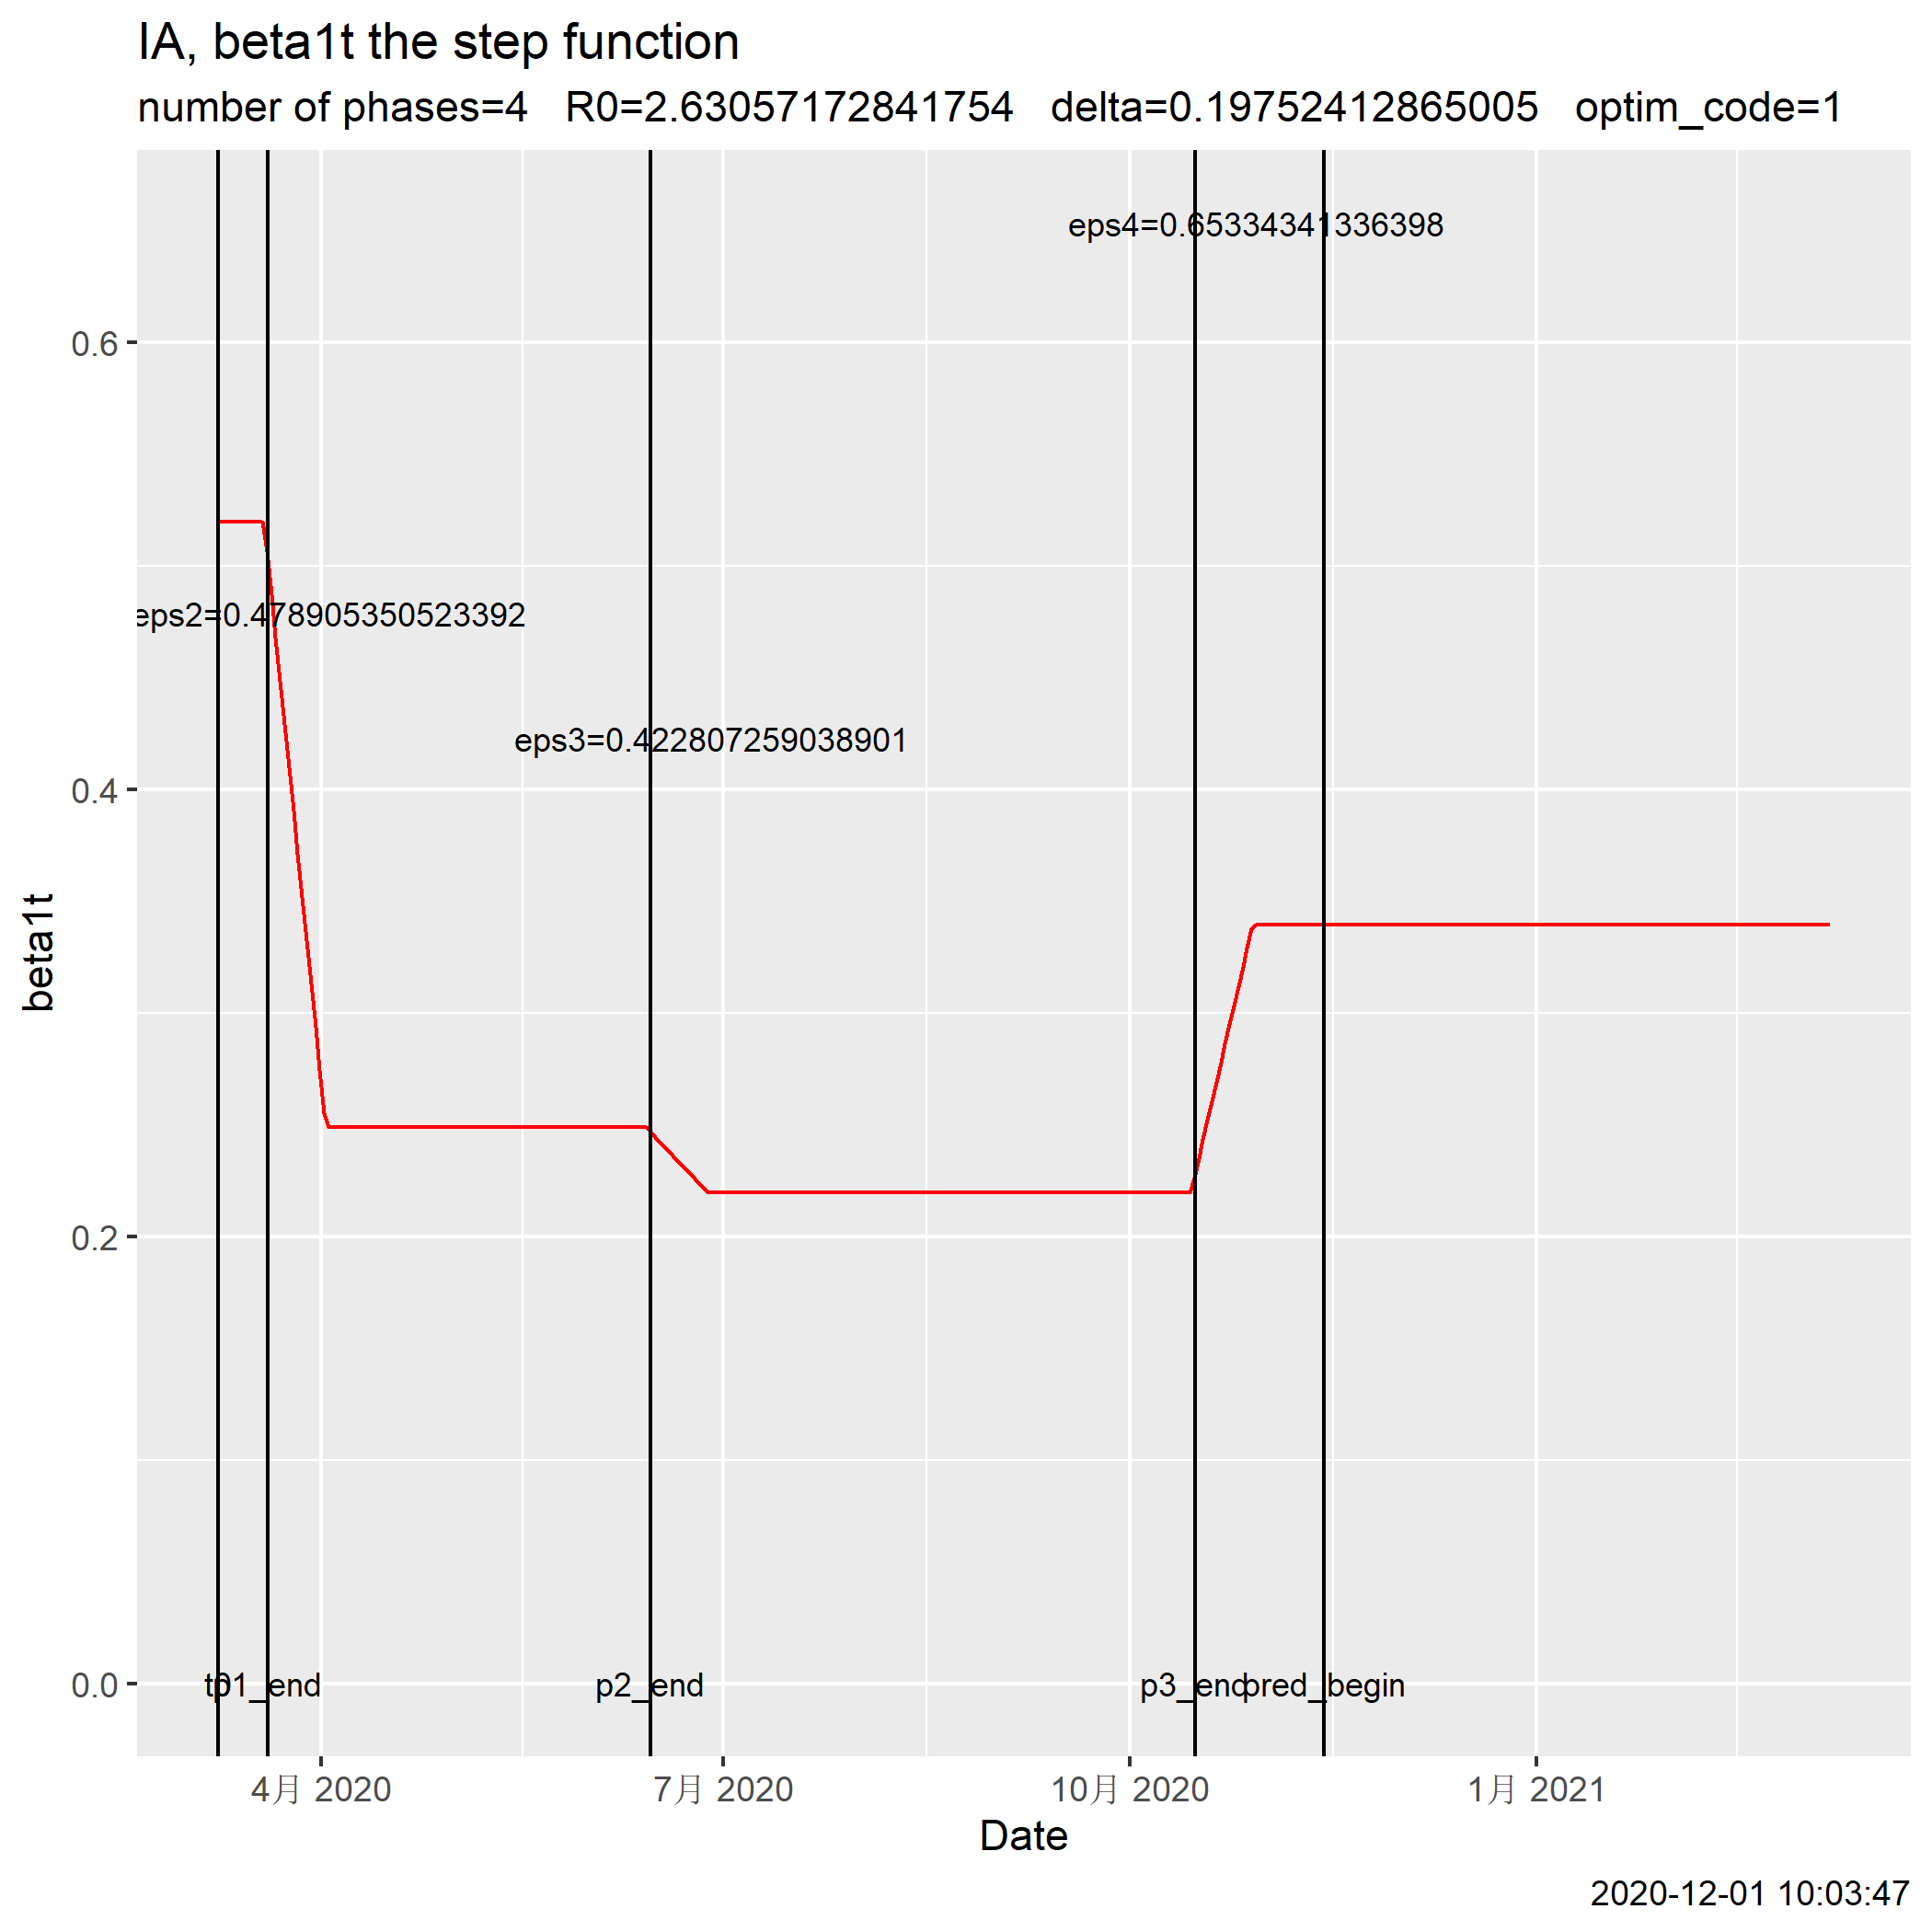 IA, beta1t the step function
number of phases=4 R0=2.63057172841754 delta=0.19752412865005 optim_code=1
eps4=0.65334341336398
0.6
eps2=0.478905350523392
eps3=0.422807259038901
0.4
beta1t
0.2
0.0
t0
p1_end
p2_end
p3_end
pred_begin
4月 2020
7月 2020
10月 2020
1月 2021
Date
2020-12-01 10:03:47